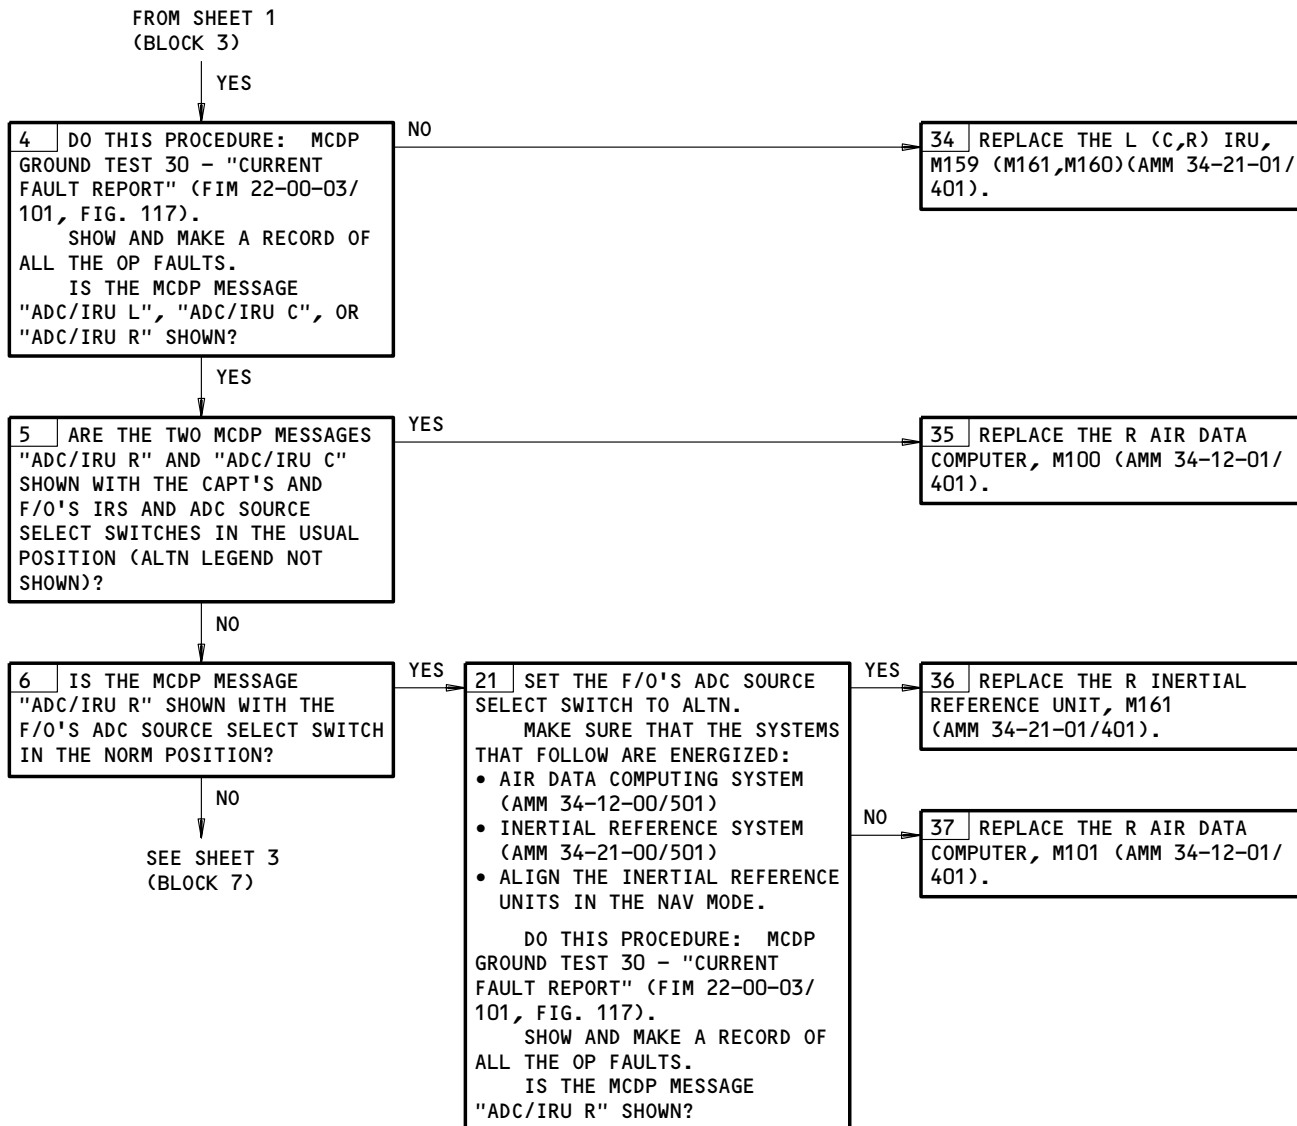 FROM SHEET 1
(BLOCK 3)
YES
4 DO THIS PROCEDURE: MCDP
GROUND TEST 30 - "CURRENT
FAULT REPORT" (FIM 22-00-03/
101, FIG. 117).
SHOW AND MAKE A RECORD OF
ALL THE OP FAULTS.
IS THE MCDP MESSAGE
"ADC/IRU L", "ADC/IRU C", OR
"ADC/IRU R" SHOWN?
NO
34 REPLACE THE L (C,R) IRU,
M159 (M161,M160)(AMM 34-21-01/
401).
YES
5 ARE THE TWO MCDP MESSAGES
"ADC/IRU R" AND "ADC/IRU C"
SHOWN WITH THE CAPT'S AND
F/O'S IRS AND ADC SOURCE
SELECT SWITCHES IN THE USUAL
POSITION (ALTN LEGEND NOT
SHOWN)?
YES
35 REPLACE THE R AIR DATA
COMPUTER, M100 (AMM 34-12-01/
401).
NO
6 IS THE MCDP MESSAGE
"ADC/IRU R" SHOWN WITH THE
F/O'S ADC SOURCE SELECT SWITCH
IN THE NORM POSITION?
YES
21 SET THE F/O'S ADC SOURCE
SELECT SWITCH TO ALTN.
MAKE SURE THAT THE SYSTEMS
THAT FOLLOW ARE ENERGIZED:
• AIR DATA COMPUTING SYSTEM
(AMM 34-12-00/501)
• INERTIAL REFERENCE SYSTEM
(AMM 34-21-00/501)
• ALIGN THE INERTIAL REFERENCE
UNITS IN THE NAV MODE.
DO THIS PROCEDURE: MCDP
GROUND TEST 30 - "CURRENT
FAULT REPORT" (FIM 22-00-03/
101, FIG. 117).
SHOW AND MAKE A RECORD OF
ALL THE OP FAULTS.
IS THE MCDP MESSAGE
"ADC/IRU R" SHOWN?
YES
36 REPLACE THE R INERTIAL
REFERENCE UNIT, M161
(AMM 34-21-01/401).
NO
37 REPLACE THE R AIR DATA
COMPUTER, M101 (AMM 34-12-01/
401).
NO
SEE SHEET 3
(BLOCK 7)